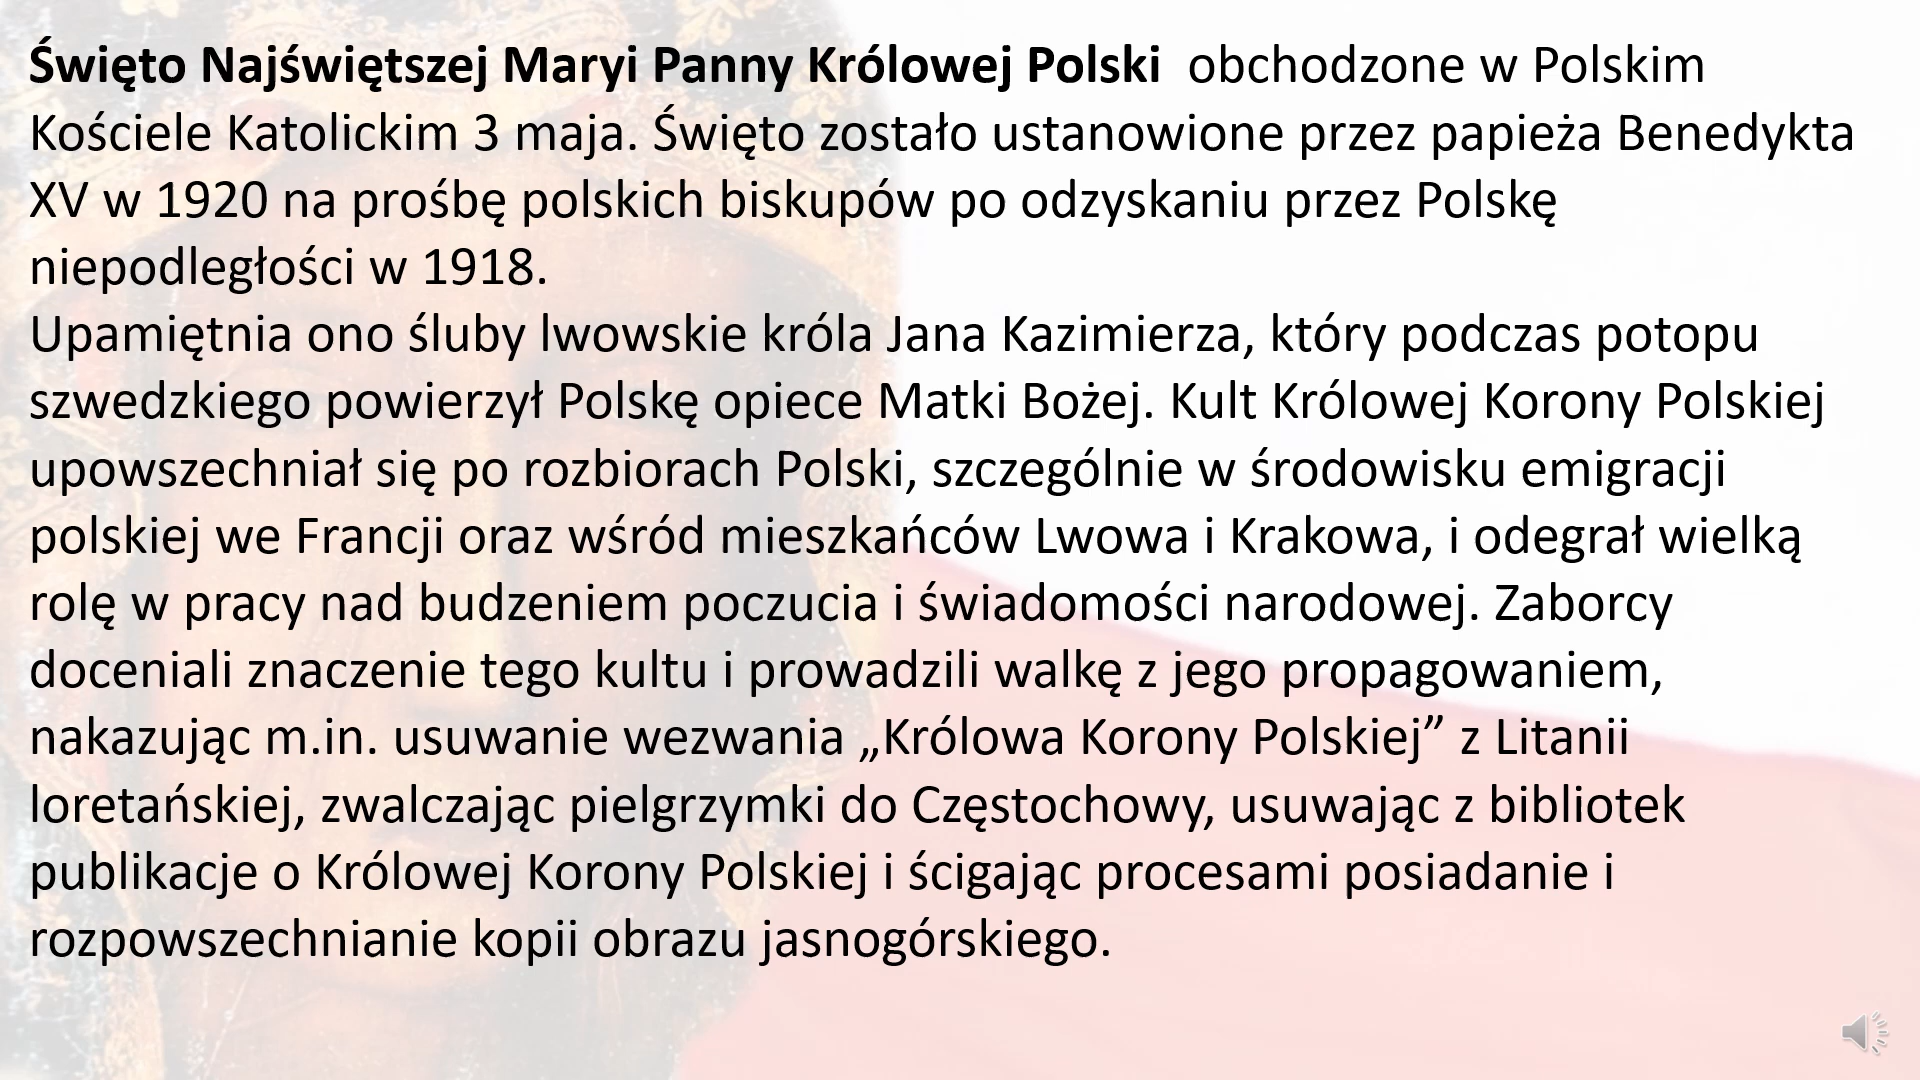 Święto Najświętszej Maryi Panny Królowej Polski obchodzone w Polskim
Kościele Katolickim 3 maja. Święto zostało ustanowione przez papieża Benedykta
XV w 1920 na prośbę polskich biskupów po odzyskaniu przez Polskę
niepodległości w 1918.
Upamiętnia ono śluby lwowskie króla Jana Kazimierza, który podczas potopu
szwedzkiego powierzył Polskę opiece Matki Bożej. Kult Królowej Korony Polskiej
upowszechniał się po rozbiorach Polski, szczególnie w środowisku emigracji
polskiej we Francji oraz wśród mieszkańców Lwowa i Krakowa, i odegrał wielką
rolę w pracy nad budzeniem poczucia i świadomości narodowej. Zaborcy
doceniali znaczenie tego kultu i prowadzili walkę z jego propagowaniem,
nakazując m.in. usuwanie wezwania „Królowa Korony Polskiej” z Litanii
loretańskiej, zwalczając pielgrzymki do Częstochowy, usuwając z bibliotek
publikacje o Królowej Korony Polskiej i ścigając procesami posiadanie i
rozpowszechnianie kopii obrazu jasnogórskiego.